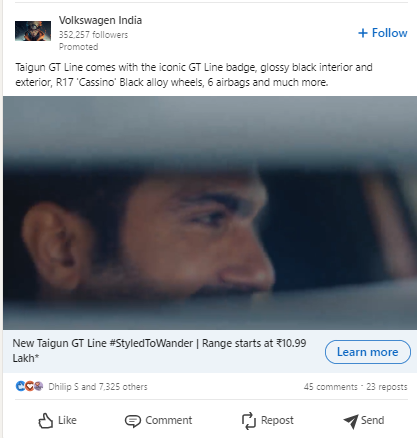 Volkswagen India
352,257 followers
Promoted
+ Follow
Taigun GT Line comes with the iconic GT Line badge, glossy black interior and
exterior, R17 'Cassino' Black alloy wheels, 6 airbags and much more.
New Taigun GT Line #StyledToWander | Range starts at ₹10.99
Lakh*
Learn more
Dhilip S and 7,325 others
45 comments · 23 reposts
Like
Comment
Repost
Send